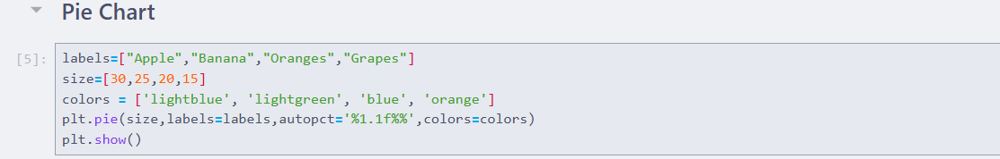 Pie Chart
[5]:
labels=["Apple","Banana","Oranges","Grapes"]
size=[30,25,20,15]
colors = ['lightblue', 'lightgreen', 'blue', 'orange']
plt.pie(size,labels=labels,autopct='%1.1f%%',colors=colors)
plt.show()